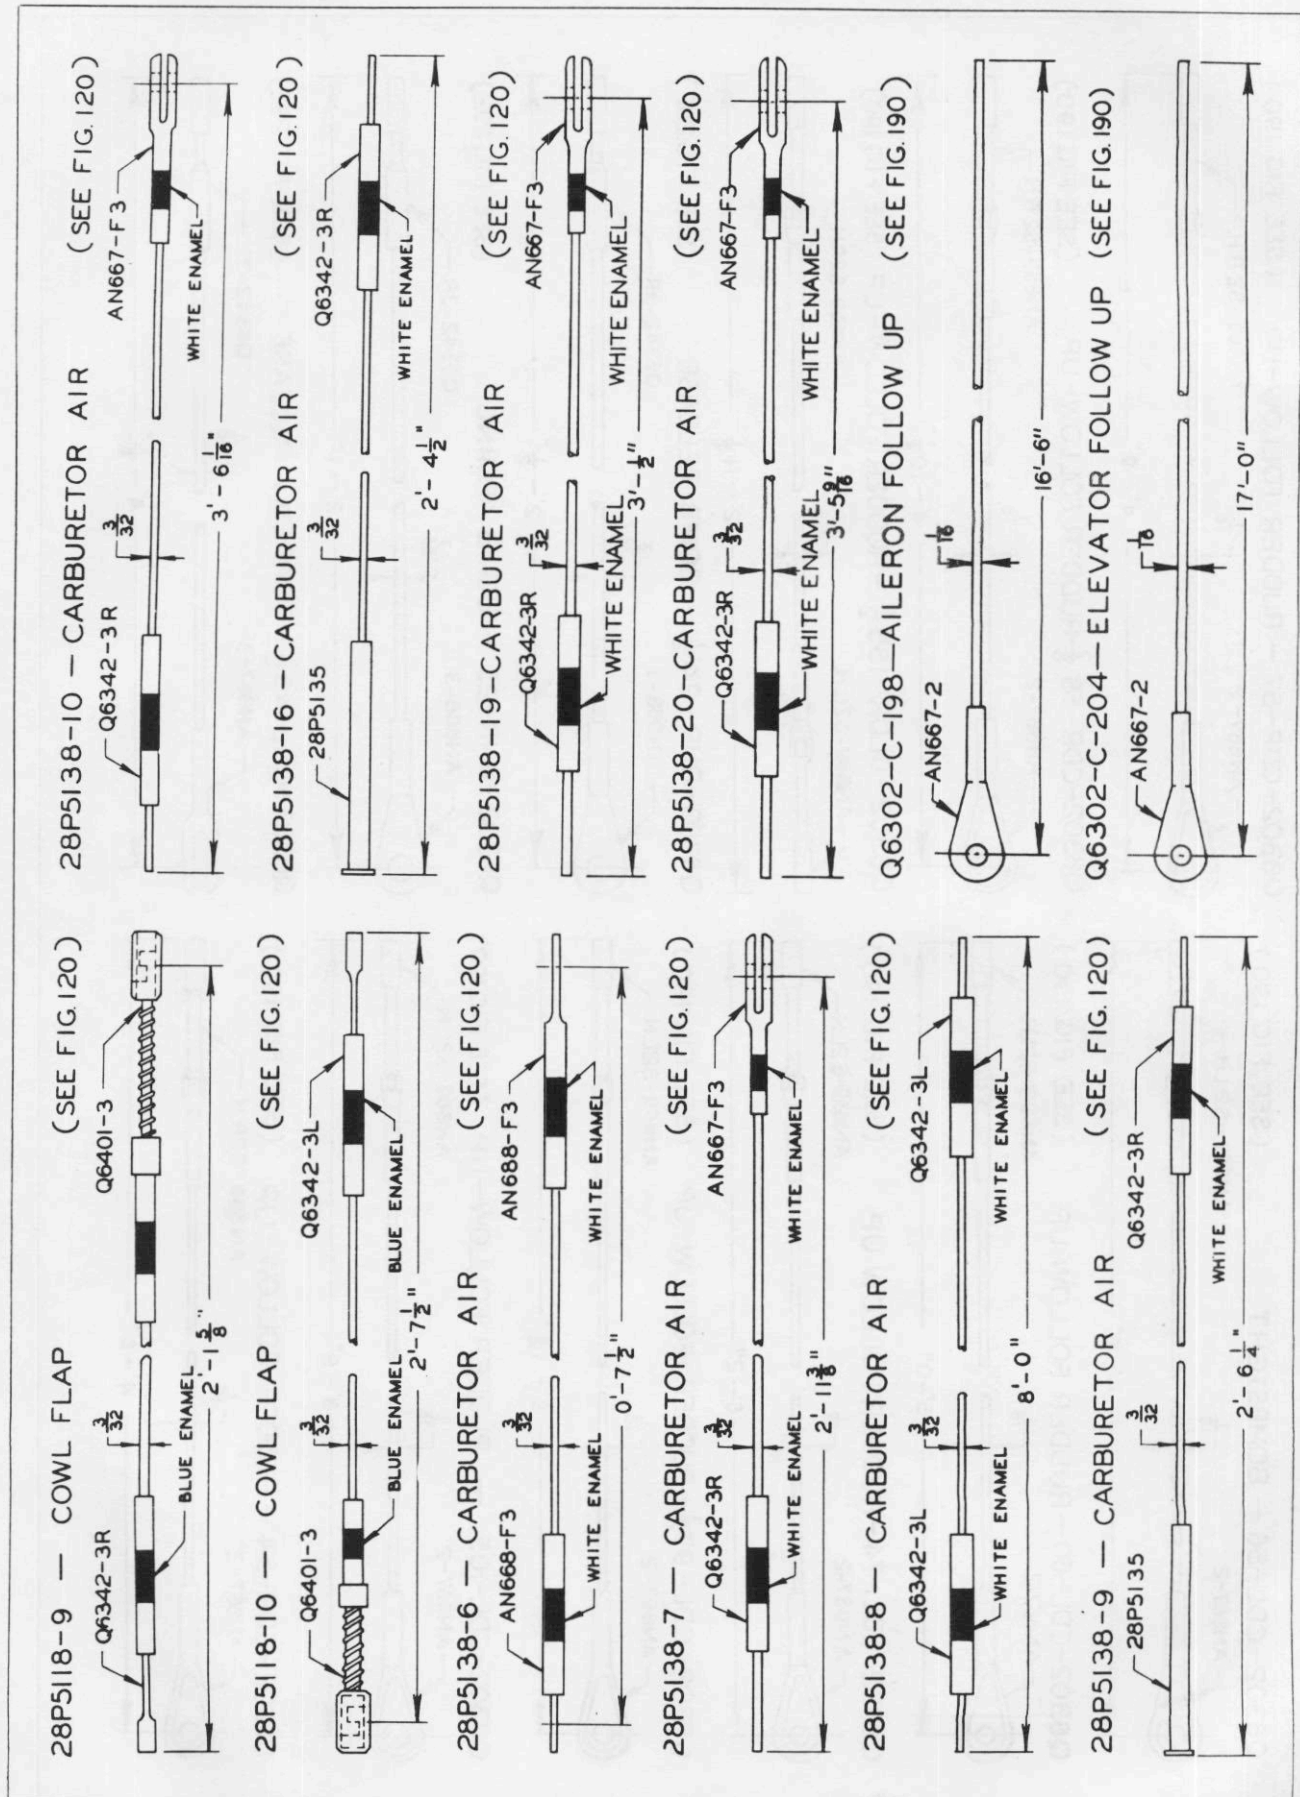 28P5118-9 — COWL FLAP (SEE FIG.120)
Q6342-3R
3/32
Q6401-3
BLUE ENAMEL
2'-1 5/8"
28P5118-10 — COWL FLAP (SEE FIG.120)
Q6401-3
3/32
Q6342-3L
BLUE ENAMEL
BLUE ENAMEL
2'-7 1/2"
28P5138-6 — CARBURETOR AIR (SEE FIG.120)
AN668-F3
3/32
AN688-F3
WHITE ENAMEL
WHITE ENAMEL
0'-7 1/2"
28P5138-7 — CARBURETOR AIR (SEE FIG.120)
Q6342-3R
3/32
AN667-F3
WHITE ENAMEL
WHITE ENAMEL
2'-11 3/8"
28P5138-8 — CARBURETOR AIR (SEE FIG.120)
Q6342-3L
3/32
Q6342-3L
WHITE ENAMEL
WHITE ENAMEL
8'-0"
28P5138-9 — CARBURETOR AIR (SEE FIG.120)
28P5135
3/32
Q6342-3R
WHITE ENAMEL
2'-6 1/4"
28P5138-10 — CARBURETOR AIR (SEE FIG.120)
Q6342-3R
3/32
AN667-F3
WHITE ENAMEL
3'-6 1/16"
28P5138-16 — CARBURETOR AIR (SEE FIG.120)
28P5135
3/32
Q6342-3R
WHITE ENAMEL
2'-4 1/2"
28P5138-19-CARBURETOR AIR (SEE FIG.120)
Q6342-3R
3/32
AN667-F3
WHITE ENAMEL
WHITE ENAMEL
3'-1/2"
28P5138-20-CARBURETOR AIR (SEE FIG.120)
Q6342-3R
3/32
AN667-F3
WHITE ENAMEL
WHITE ENAMEL
3'-5 9/16"
Q6302-C-198—AILERON FOLLOW UP (SEE FIG.190)
AN667-2
1/16
16'-6"
Q6302-C-204—ELEVATOR FOLLOW UP (SEE FIG.190)
AN667-2
1/16
17'-0"